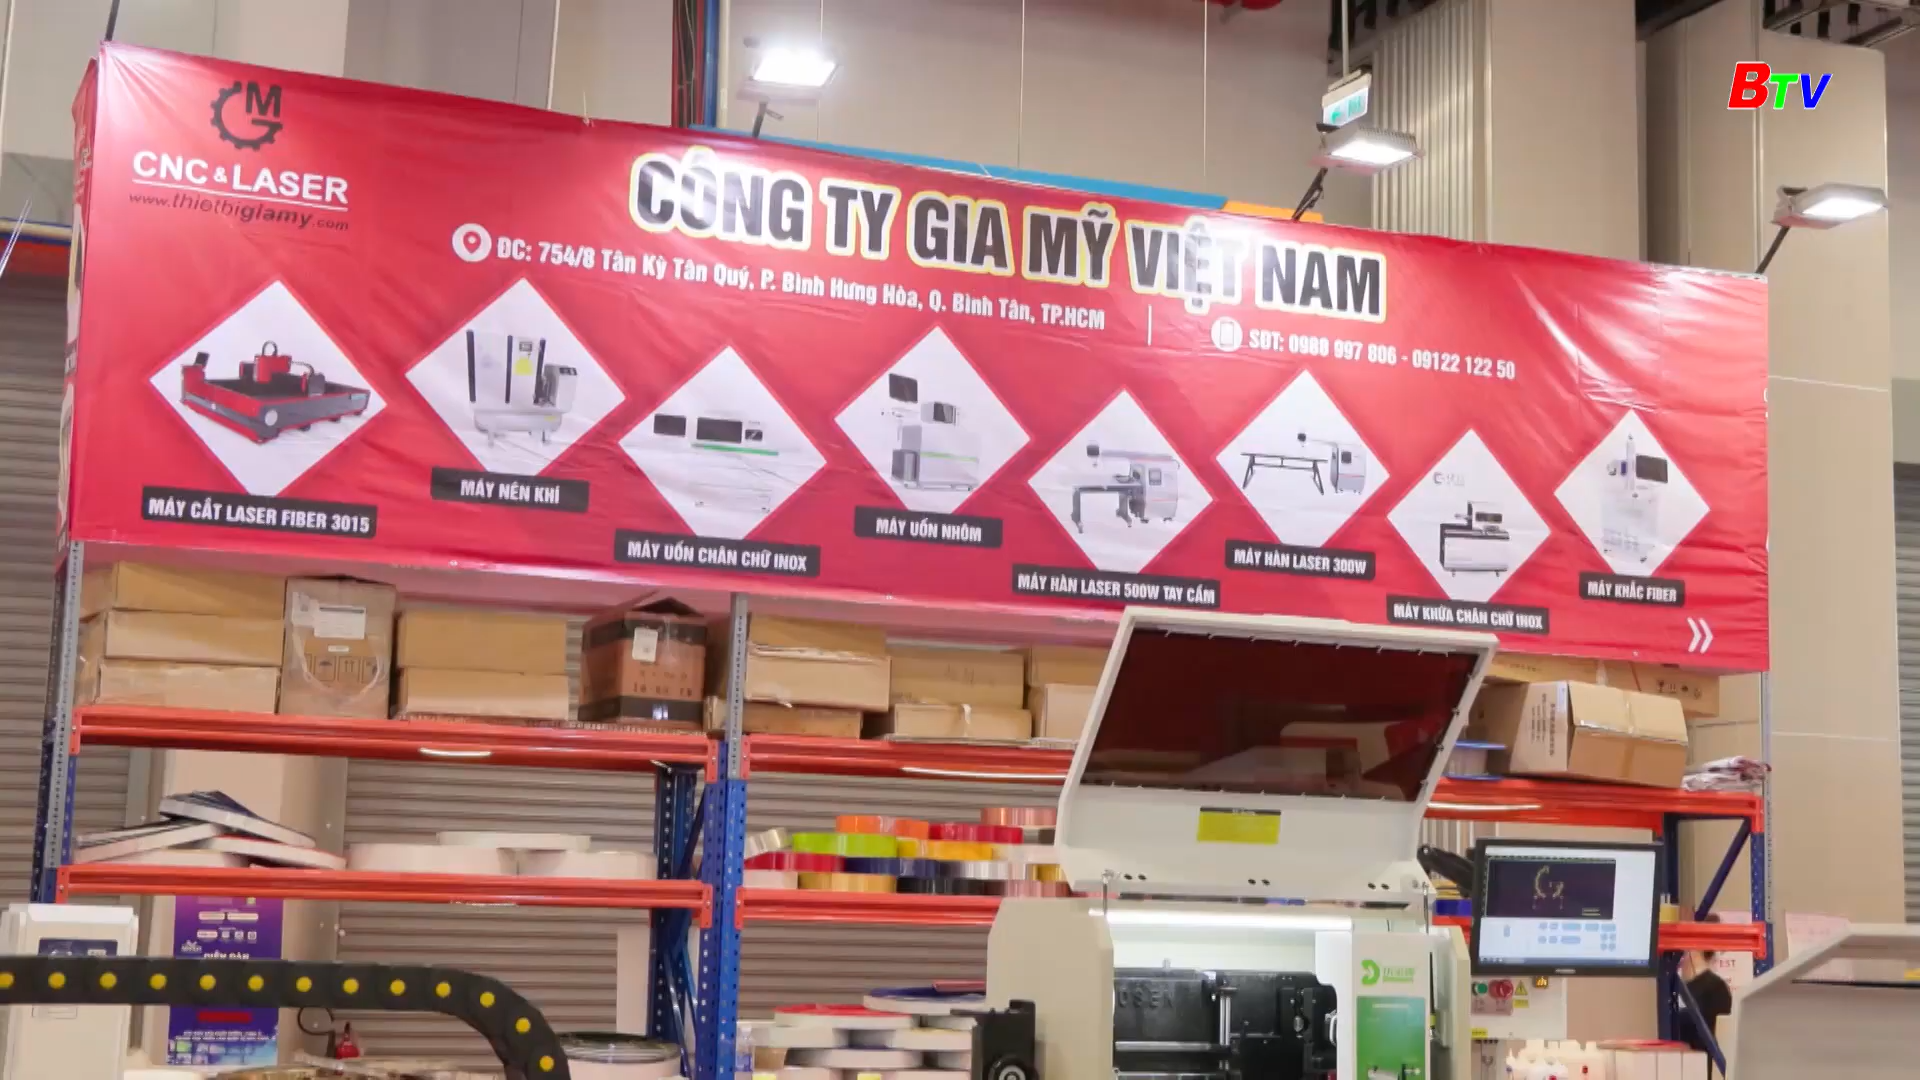 BTV
MG
CNC & LASER
www.thietbigiamy.com
CÔNG TY GIA MỸ VIỆT NAM
ĐC: 754/8 Tân Kỳ Tân Quý, P. Bình Hưng Hòa, Q. Bình Tân, TP.HCM
SĐT: 0988 997 806 - 09122 122 50
MÁY CẮT LASER FIBER 3015
MÁY NÉN KHÍ
MÁY UỐN CHÂN CHỮ INOX
MÁY UỐN NHÔM
MÁY HÀN LASER 500W TAY CẦM
MÁY HÀN LASER 300W
MÁY KHỨA CHÂN CHỮ INOX
MÁY KHẮC FIBER